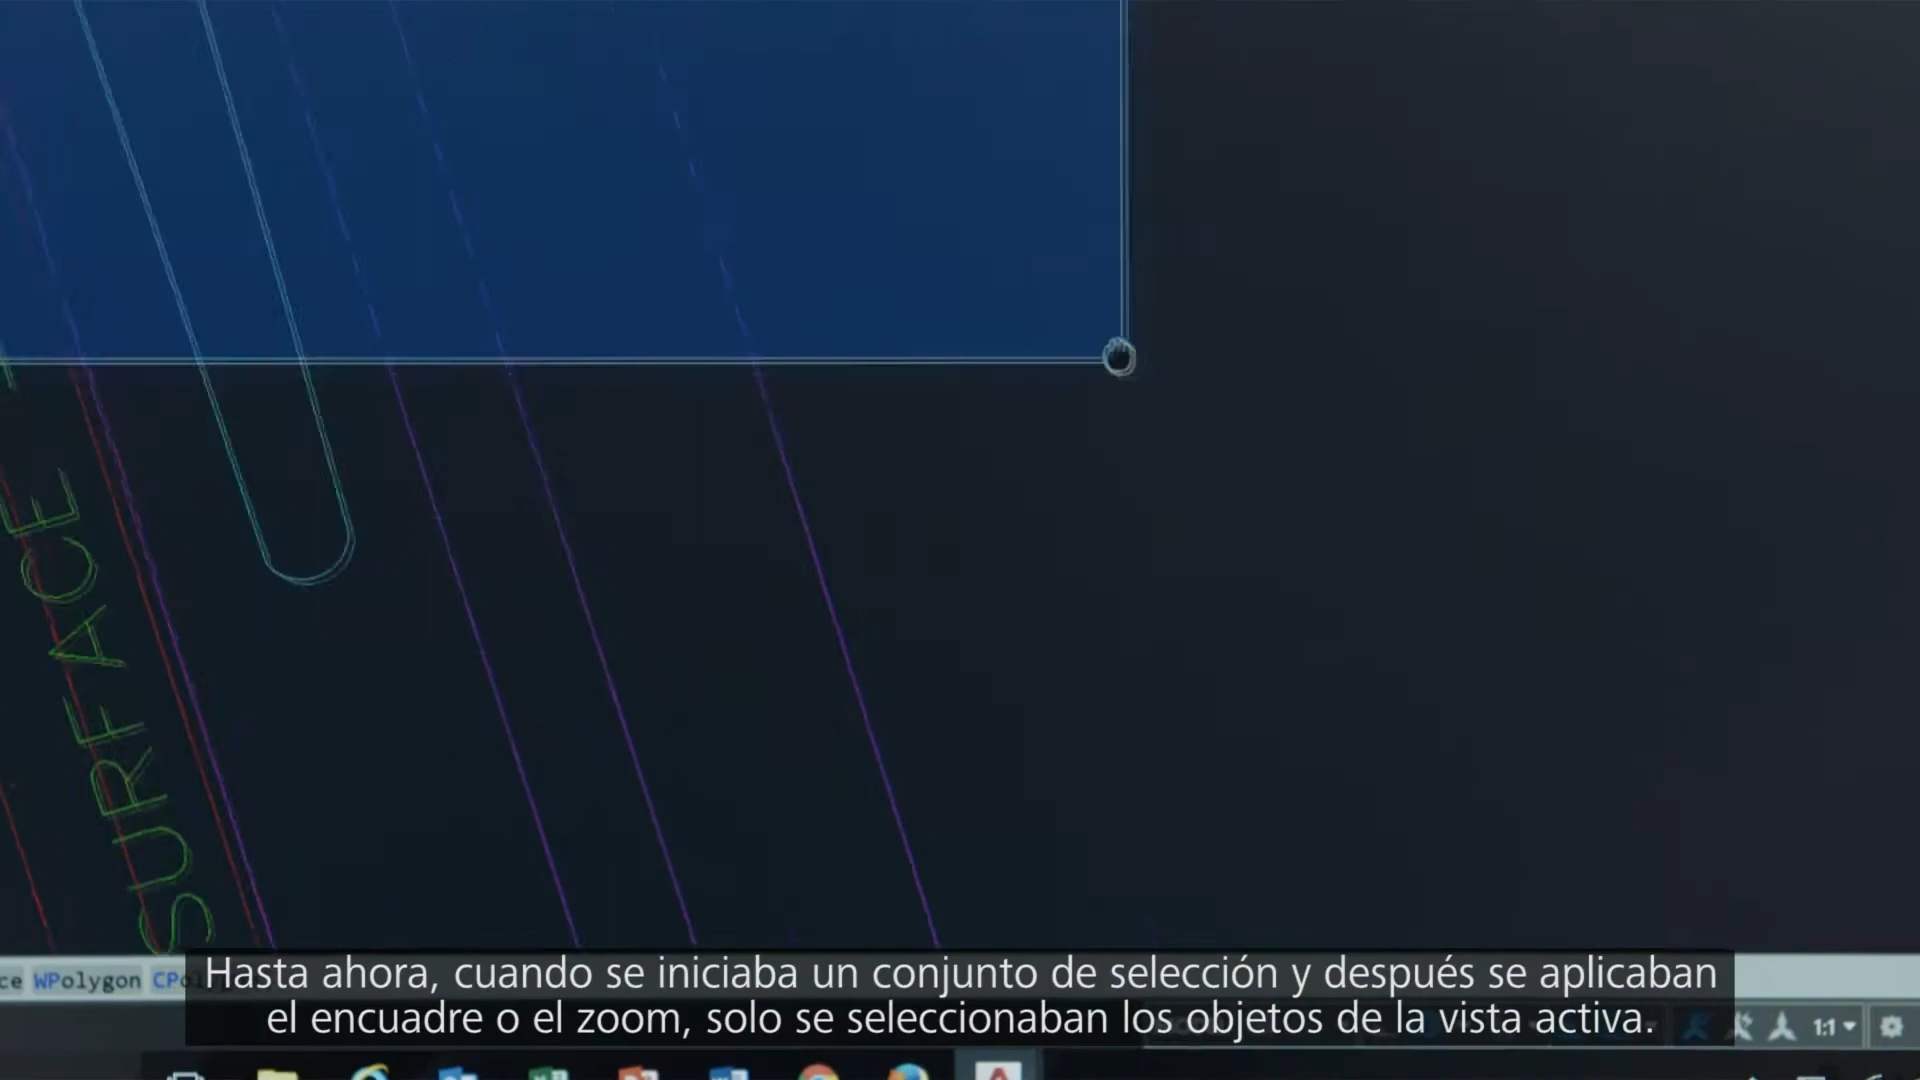 SURFACE
ce WPolygon CPo
Hasta ahora, cuando se iniciaba un conjunto de selección y después se aplicaban
el encuadre o el zoom, solo se seleccionaban los objetos de la vista activa.
1:1